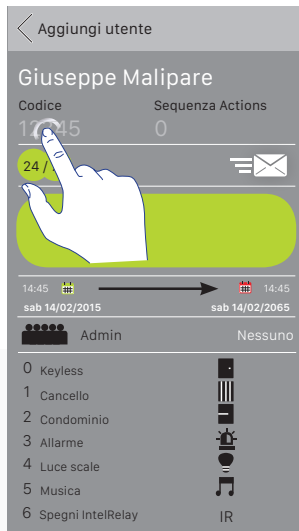 Aggiungi utente
Giuseppe Malipare
Codice Sequenza Actions
12345 0
24 /
14:45 14:45
sab 14/02/2015 sab 14/02/2065
Admin Nessuno
0 Keyless
1 Cancello
2 Condominio
3 Allarme
4 Luce scale
5 Musica
6 Spegni IntelRelay IR